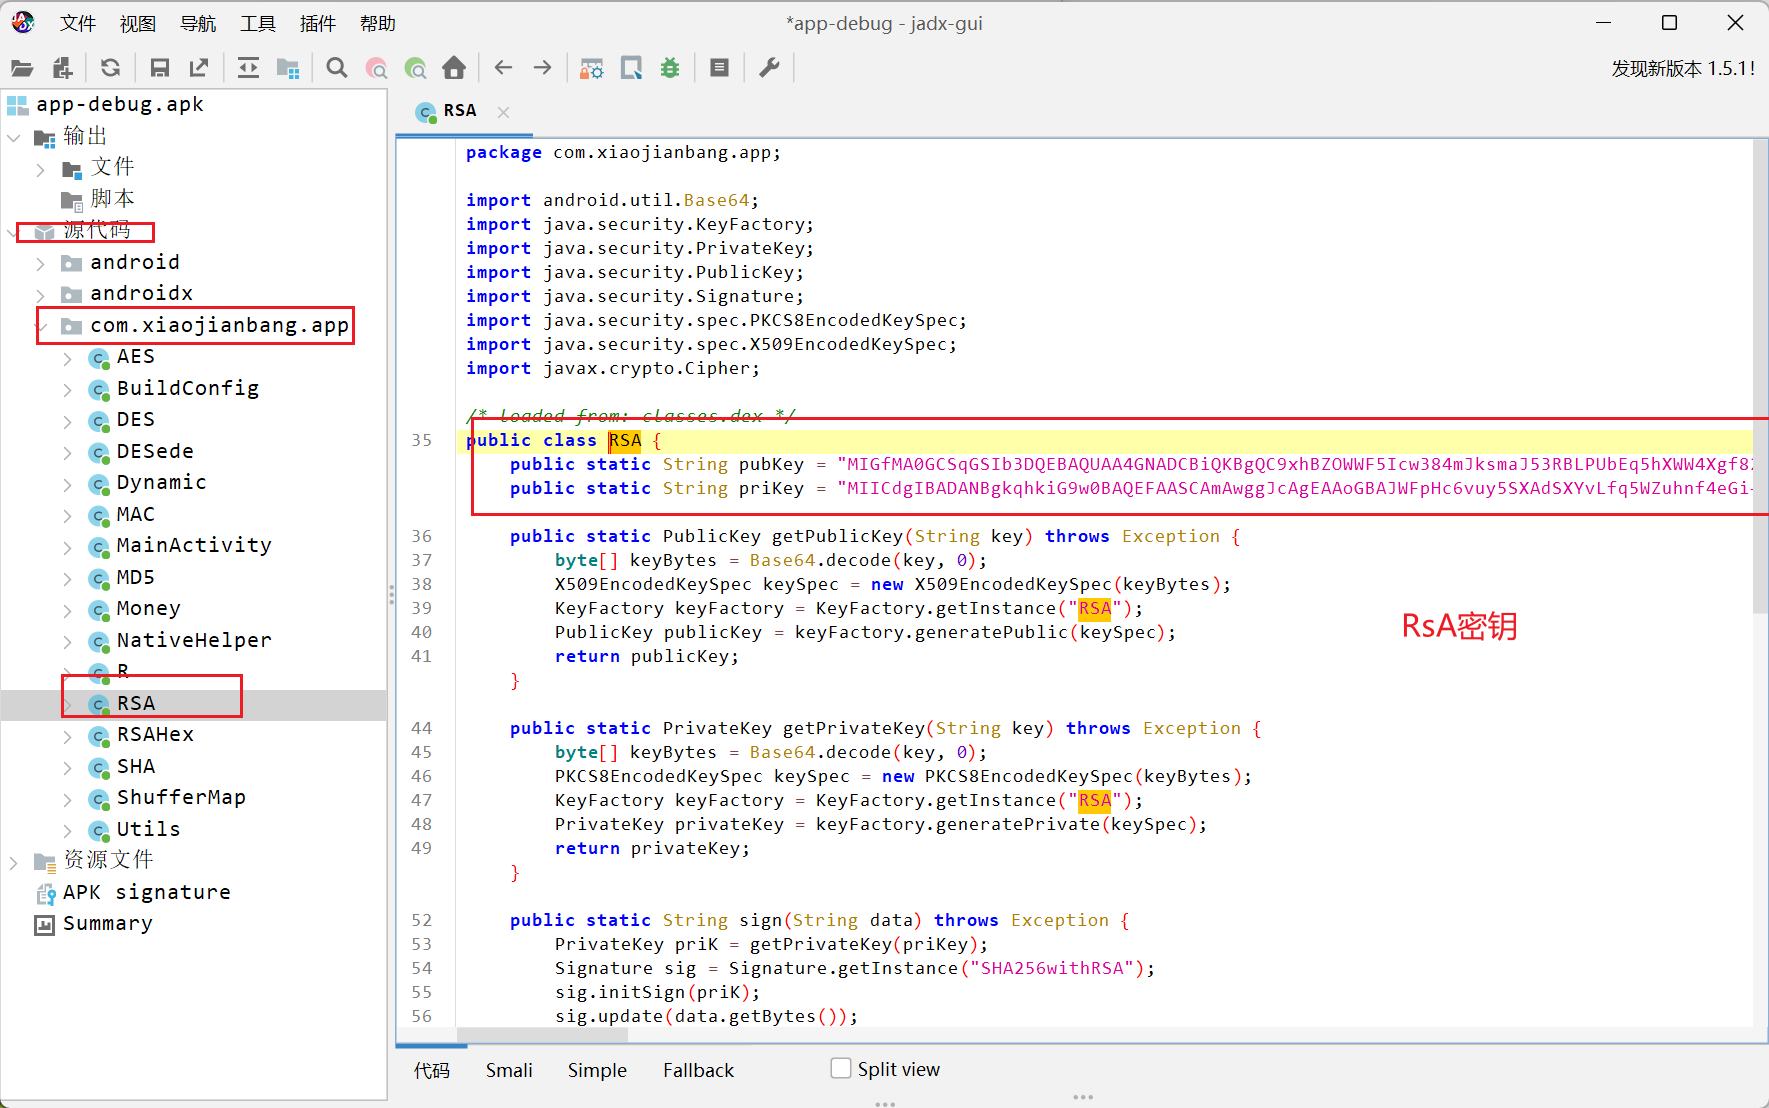 文件 视图 导航 工具 插件 帮助
*app-debug - jadx-gui
发现新版本 1.5.1!
app-debug.apk
输出
文件
脚本
源代码
android
androidx
com.xiaojianbang.app
AES
BuildConfig
DES
DESede
Dynamic
MAC
MainActivity
MD5
Money
NativeHelper
R
RSA
RSAHex
SHA
ShufferMap
Utils
资源文件
APK signature
Summary
RSA
package com.xiaojianbang.app;
import android.util.Base64;
import java.security.KeyFactory;
import java.security.PrivateKey;
import java.security.PublicKey;
import java.security.Signature;
import java.security.spec.PKCS8EncodedKeySpec;
import java.security.spec.X509EncodedKeySpec;
import javax.crypto.Cipher;
/* loaded from: classes.dex */
35 public class RSA {
public static String pubKey = "MIGfMA0GCSqGSIb3DQEBAQUAA4GNADCBiQKBgQC9xhBZOWWF5Icw384mJksmaJ53RBLPUbEq5hXWW4Xgf82
public static String priKey = "MIICdgIBADANBgkqhkiG9w0BAQEFAASCAmAwggJcAgEAAoGBAJWFpHc6vuy5SXAdSXYvLfq5WZuhnf4eGi
36 public static PublicKey getPublicKey(String key) throws Exception {
37 byte[] keyBytes = Base64.decode(key, 0);
38 X509EncodedKeySpec keySpec = new X509EncodedKeySpec(keyBytes);
39 KeyFactory keyFactory = KeyFactory.getInstance("RSA");
40 PublicKey publicKey = keyFactory.generatePublic(keySpec);
41 return publicKey;
}
RsA密钥
44 public static PrivateKey getPrivateKey(String key) throws Exception {
45 byte[] keyBytes = Base64.decode(key, 0);
46 PKCS8EncodedKeySpec keySpec = new PKCS8EncodedKeySpec(keyBytes);
47 KeyFactory keyFactory = KeyFactory.getInstance("RSA");
48 PrivateKey privateKey = keyFactory.generatePrivate(keySpec);
49 return privateKey;
}
52 public static String sign(String data) throws Exception {
53 PrivateKey priK = getPrivateKey(priKey);
54 Signature sig = Signature.getInstance("SHA256withRSA");
55 sig.initSign(priK);
56 sig.update(data.getBytes());
代码 Smali Simple Fallback Split view